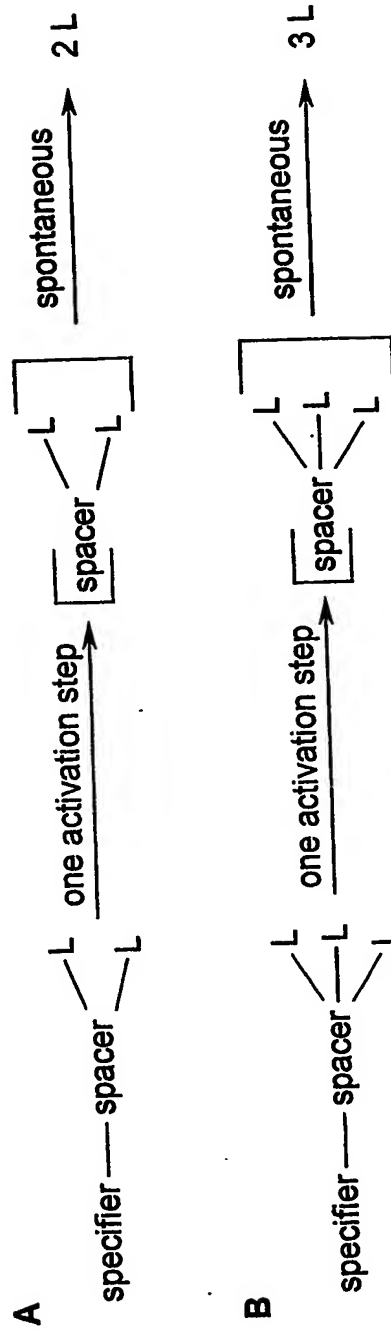 A
specifier — spacer L L
one activation step
[spacer L L]
spontaneous
2 L
B
specifier — spacer L L L
one activation step
[spacer L L L]
spontaneous
3 L